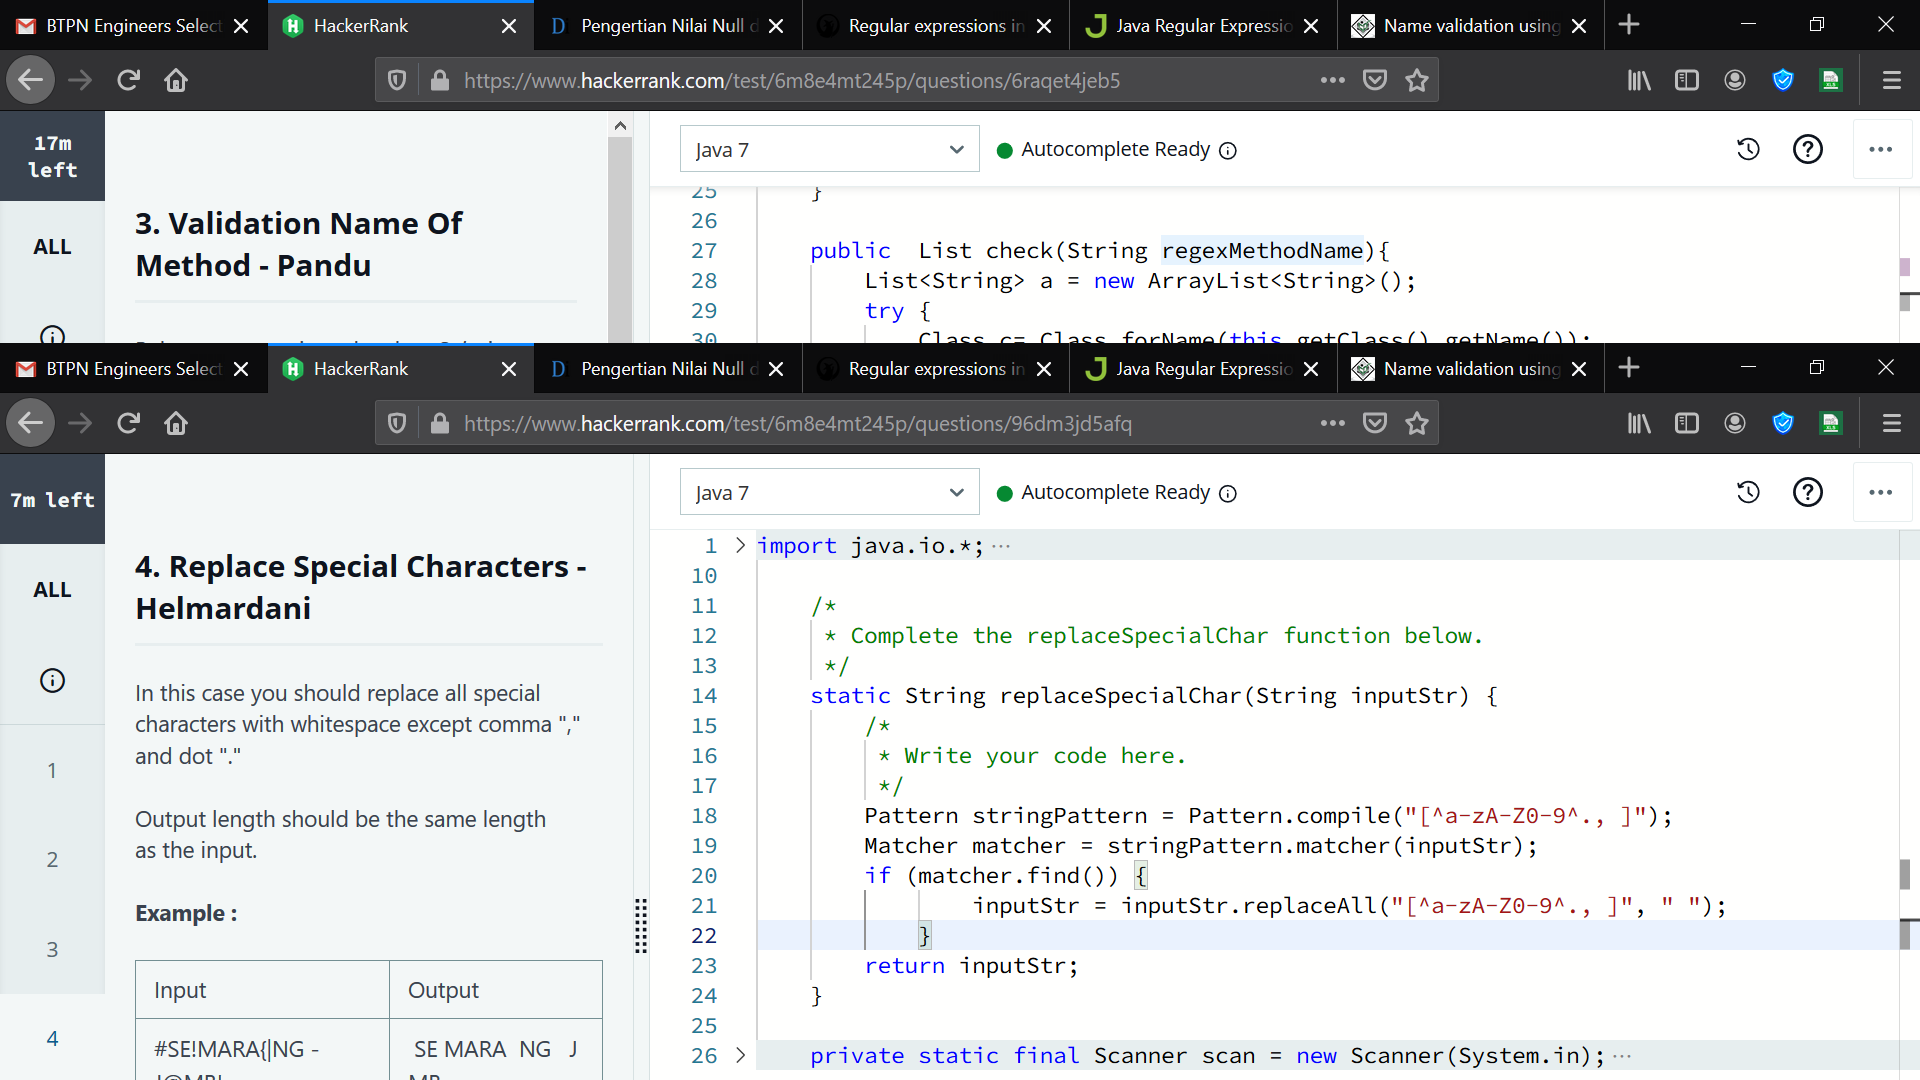 BTPN Engineers Select
HackerRank
Pengertian Nilai Null d
Regular expressions in
Java Regular Expressio
Name validation using
https://www.hackerrank.com/test/6m8e4mt245p/questions/6raqet4jeb5
17m
left
ALL
3. Validation Name Of
Method - Pandu
Java 7
Autocomplete Ready
25 }
26
27 public  List check(String regexMethodName){
28 List<String> a = new ArrayList<String>();
29 try {
30 Class c= Class.forName(this.getClass().getName());
BTPN Engineers Select
HackerRank
Pengertian Nilai Null d
Regular expressions in
Java Regular Expressio
Name validation using
https://www.hackerrank.com/test/6m8e4mt245p/questions/96dm3jd5afq
7m left
ALL
1
2
3
4
4. Replace Special Characters -
Helmardani
In this case you should replace all special
characters with whitespace except comma ","
and dot "."
Output length should be the same length
as the input.
Example :
Input Output
#SE!MARA{|NG - SE MARA  NG   J
Java 7
Autocomplete Ready
1 import java.io.*;
10
11 /*
12 * Complete the replaceSpecialChar function below.
13 */
14 static String replaceSpecialChar(String inputStr) {
15 /*
16 * Write your code here.
17 */
18 Pattern stringPattern = Pattern.compile("[^a-zA-Z0-9^., ]");
19 Matcher matcher = stringPattern.matcher(inputStr);
20 if (matcher.find()) {
21 inputStr = inputStr.replaceAll("[^a-zA-Z0-9^., ]", " ");
22 }
23 return inputStr;
24 }
25
26 private static final Scanner scan = new Scanner(System.in);